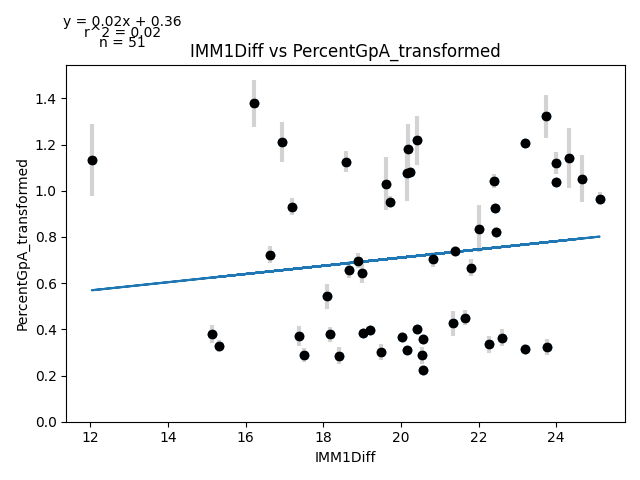 y = 0.02x + 0.36
r^2 = 0.02
n = 51
IMM1Diff vs PercentGpA_transformed
PercentGpA_transformed
1.4
1.2
1.0
0.8
0.6
0.4
0.2
0.0
12 14 16 18 20 22 24
IMM1Diff